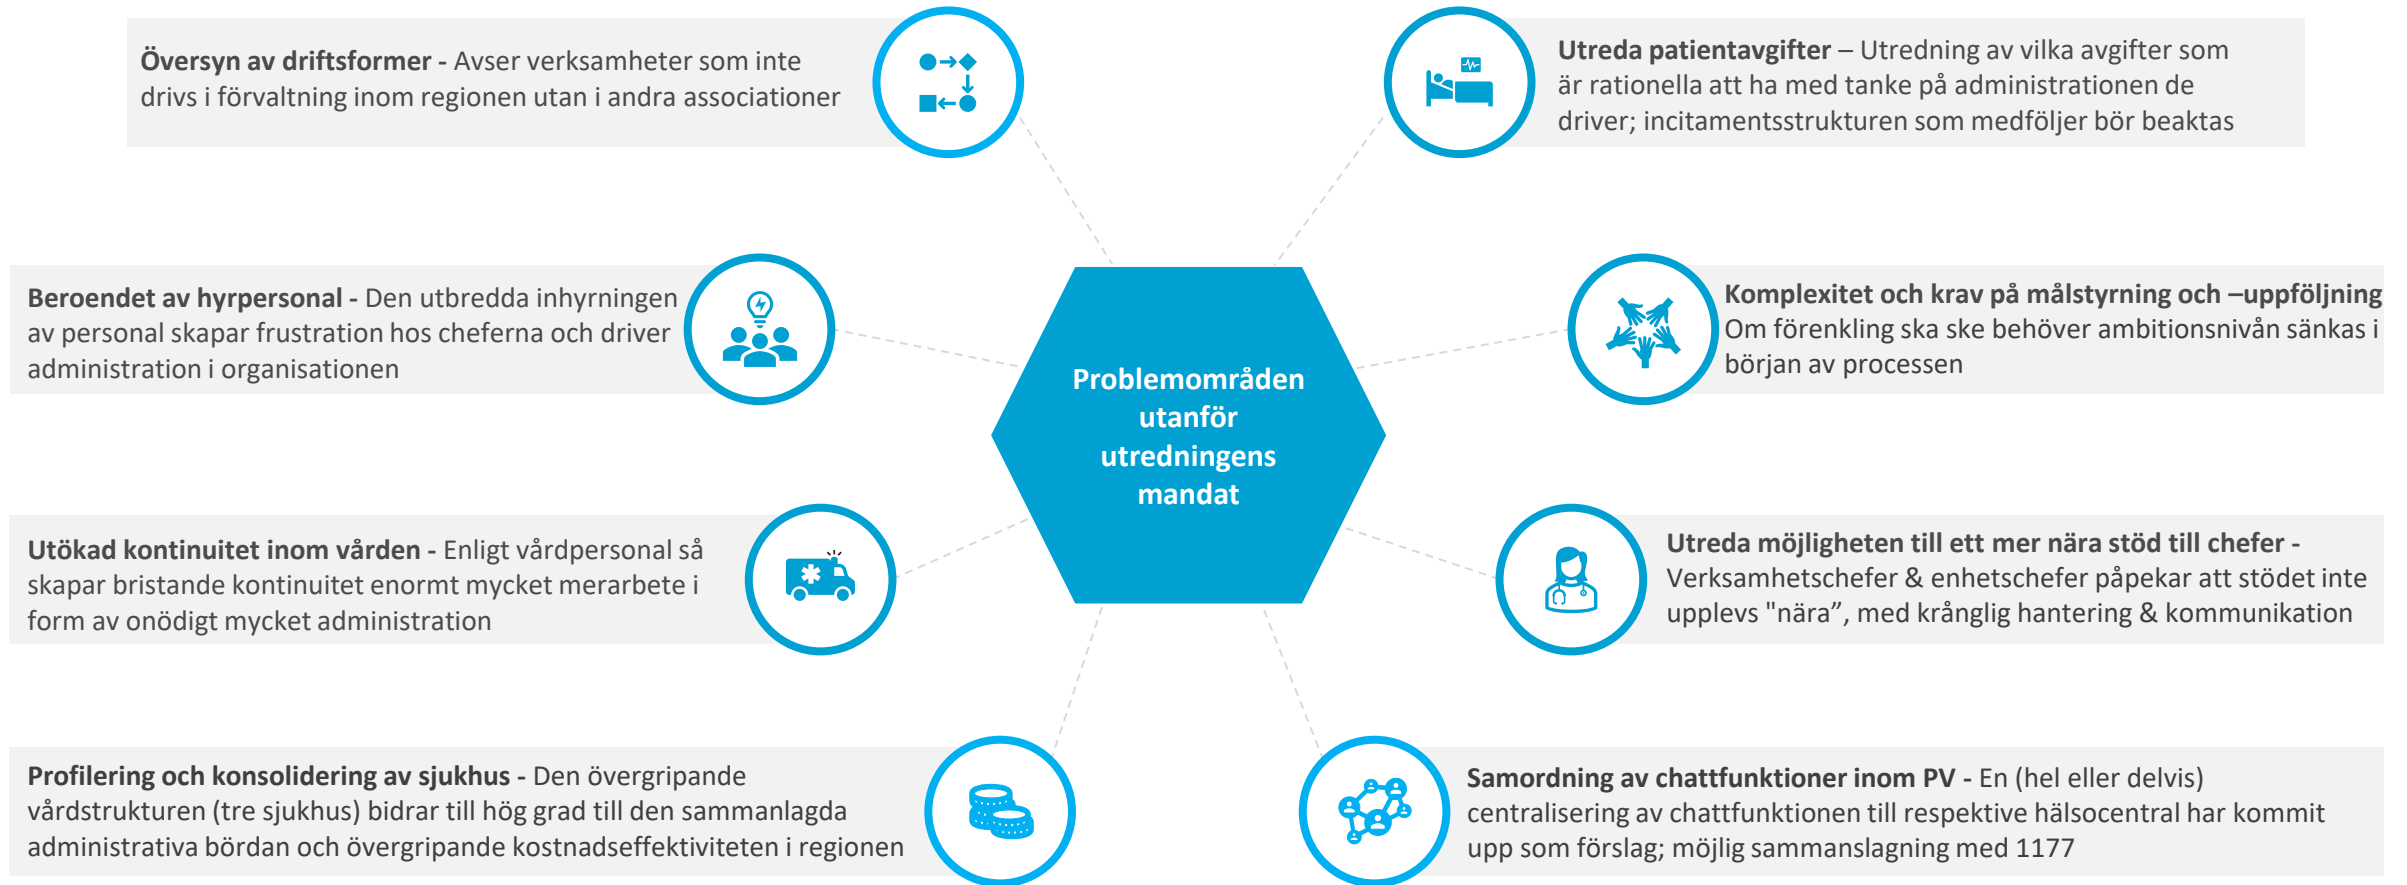 Översyn av driftsformer - Avser verksamheter som inte
drivs i förvaltning inom regionen utan i andra associationer
Utreda patientavgifter – Utredning av vilka avgifter som
är rationella att ha med tanke på administrationen de
driver; incitamentsstrukturen som medföljer bör beaktas
Beroendet av hyrpersonal - Den utbredda inhyrningen
av personal skapar frustration hos cheferna och driver
administration i organisationen
Komplexitet och krav på målstyrning och –uppföljning
Om förenkling ska ske behöver ambitionsnivån sänkas i
början av processen
Problemområden
utanför
utredningens
mandat
Utökad kontinuitet inom vården - Enligt vårdpersonal så
skapar bristande kontinuitet enormt mycket merarbete i
form av onödigt mycket administration
Utreda möjligheten till ett mer nära stöd till chefer -
Verksamhetschefer & enhetschefer påpekar att stödet inte
upplevs "nära”, med krånglig hantering & kommunikation
Profilering och konsolidering av sjukhus - Den övergripande
vårdstrukturen (tre sjukhus) bidrar till hög grad till den sammanlagda
administrativa bördan och övergripande kostnadseffektiviteten i regionen
Samordning av chattfunktioner inom PV - En (hel eller delvis)
centralisering av chattfunktionen till respektive hälsocentral har kommit
upp som förslag; möjlig sammanslagning med 1177